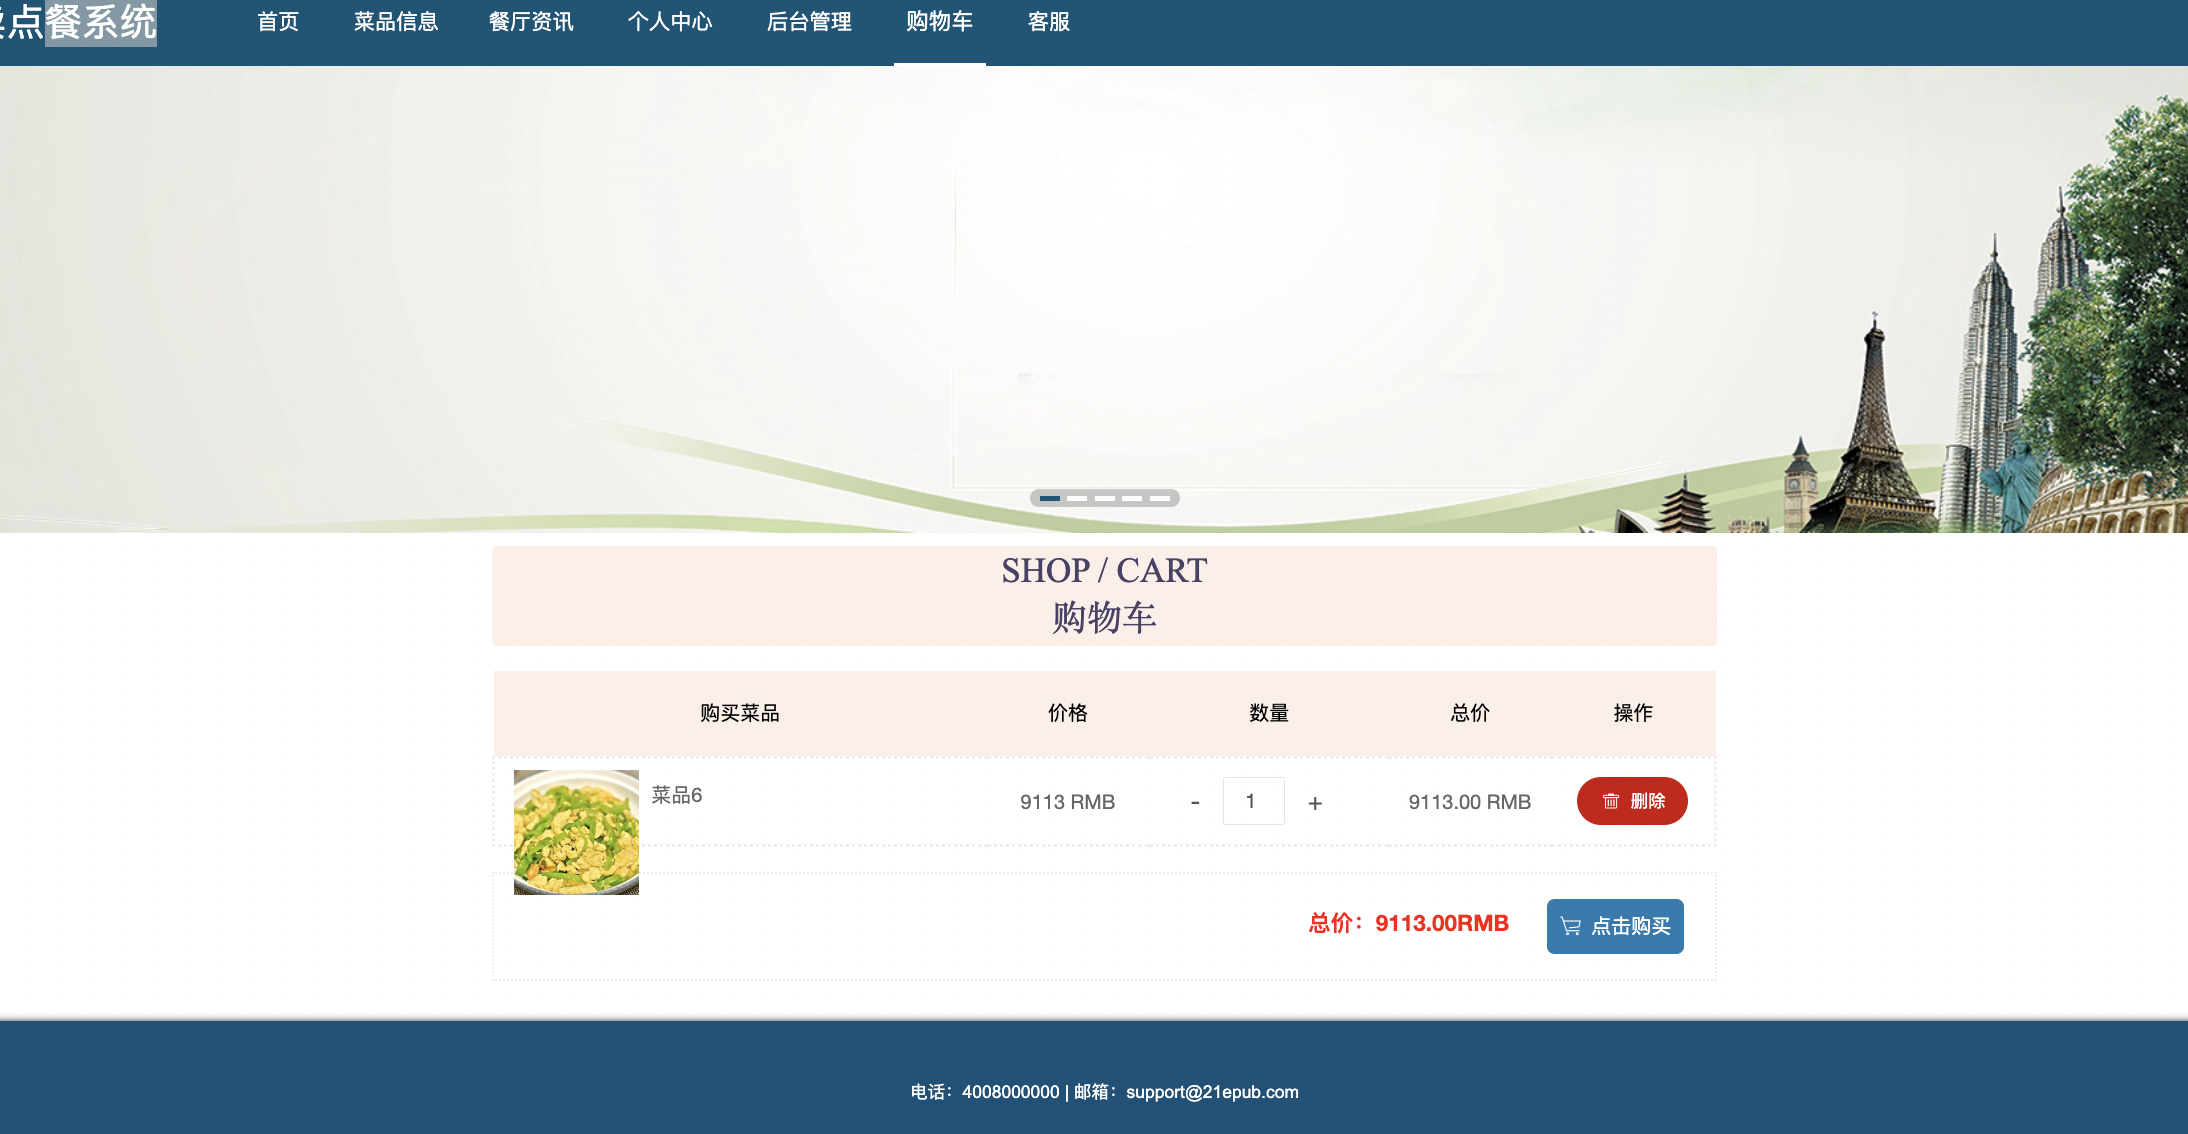 点餐系统
首页 菜品信息 餐厅资讯 个人中心 后台管理 购物车 客服
SHOP / CART
购物车
购买菜品 价格 数量 总价 操作
菜品6 9113 RMB - 1 + 9113.00 RMB 删除
总价：9113.00RMB 点击购买
电话：4008000000 | 邮箱：support@21epub.com